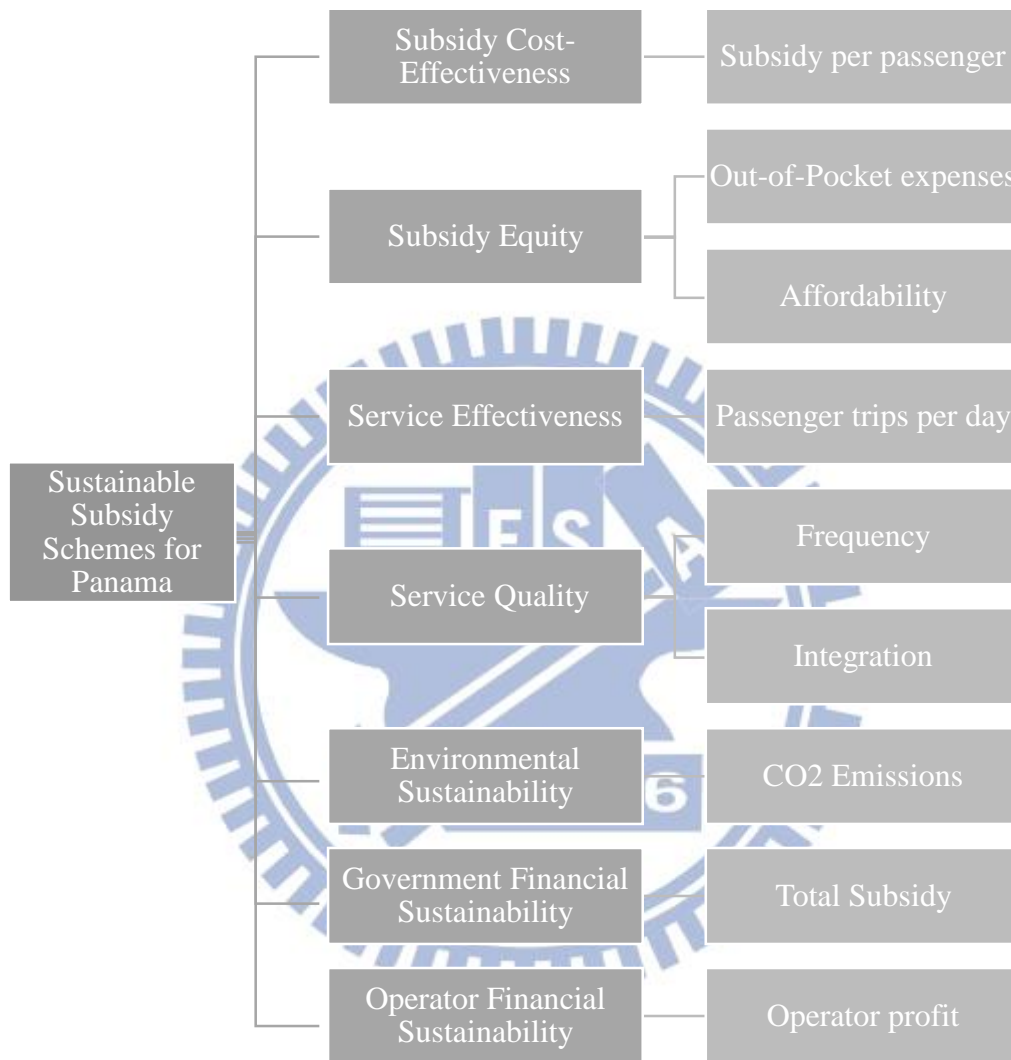 Subsidy Cost-
Effectiveness
Subsidy per passenger
Out-of-Pocket expenses
Subsidy Equity
Affordability
Service Effectiveness
Passenger trips per day
Sustainable
Subsidy
Schemes for
Panama
Frequency
Service Quality
Integration
Environmental
Sustainability
CO2 Emissions
Government Financial
Sustainability
Total Subsidy
Operator Financial
Sustainability
Operator profit
E S A
6